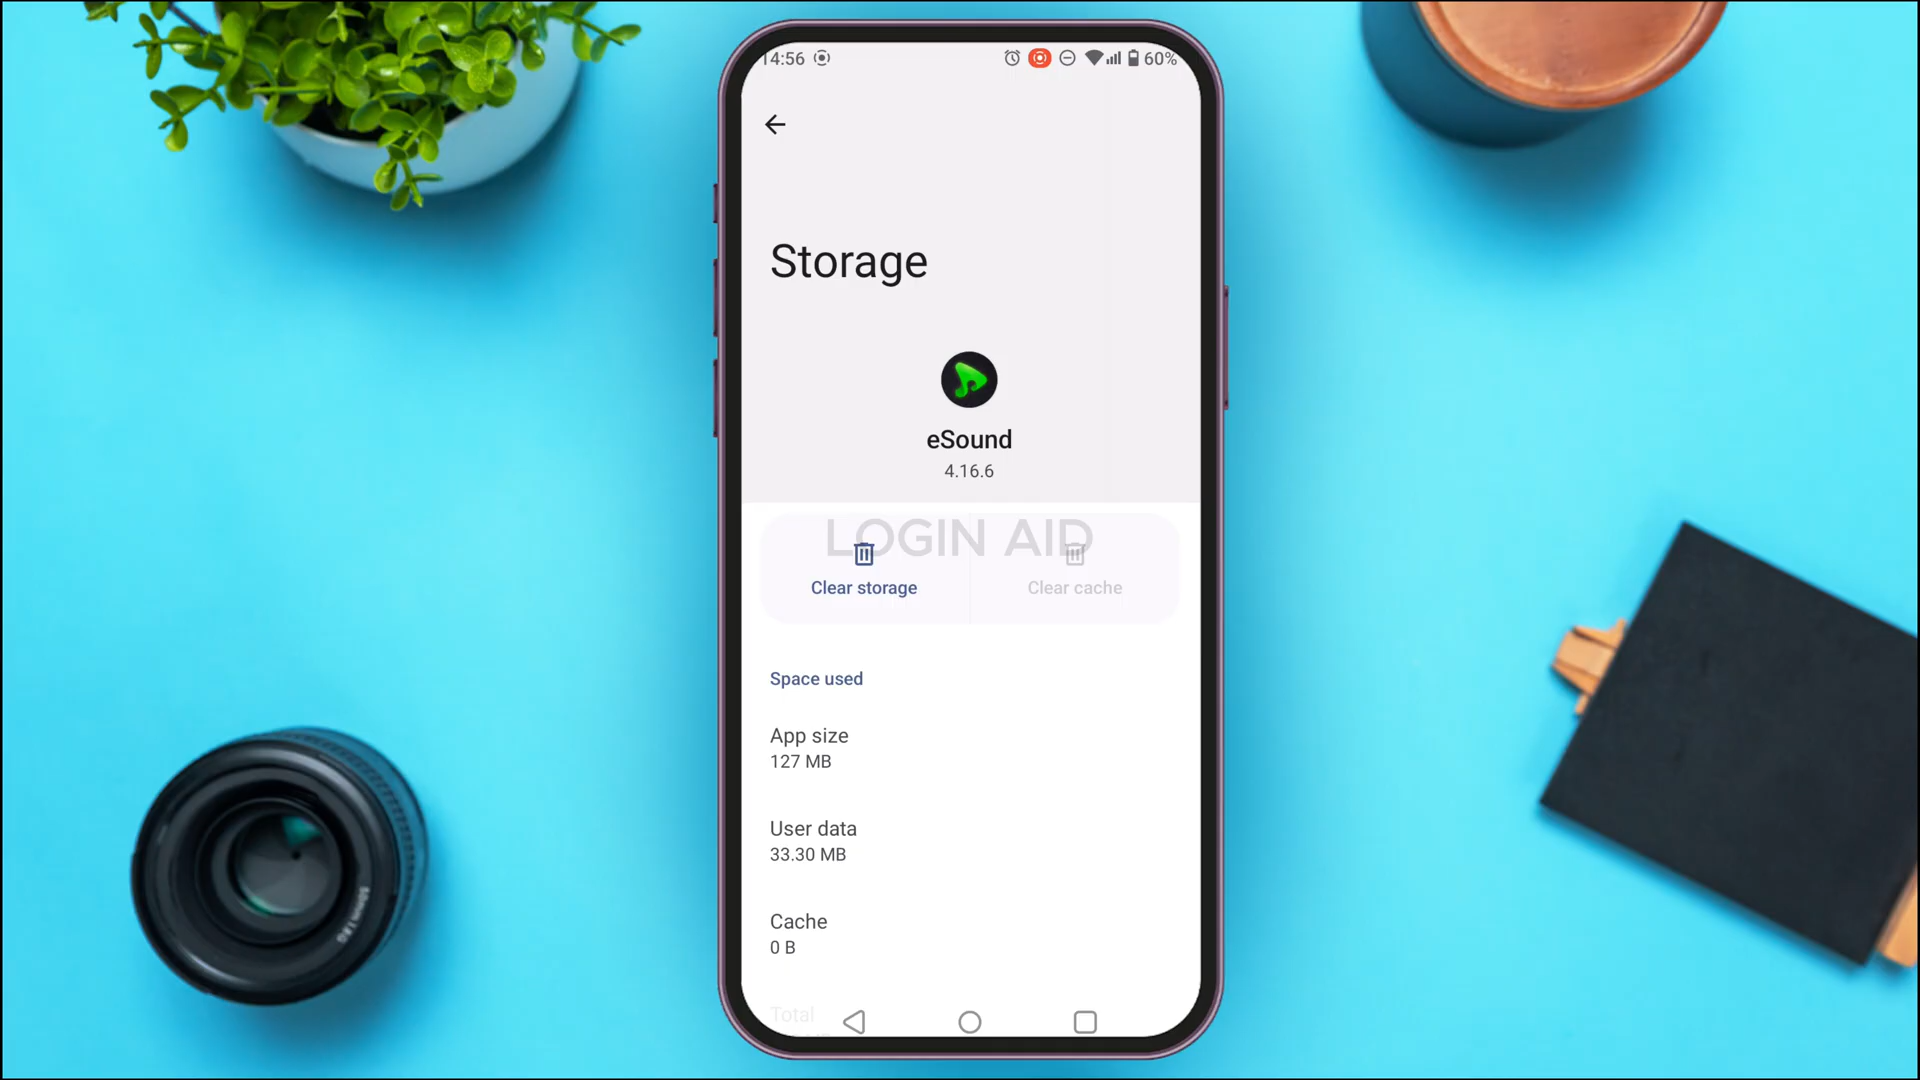 14:56 60%
Storage
eSound
4.16.6
LOGIN AID
Clear storage Clear cache
Space used
App size
127 MB
User data
33.30 MB
Cache
0 B
Total